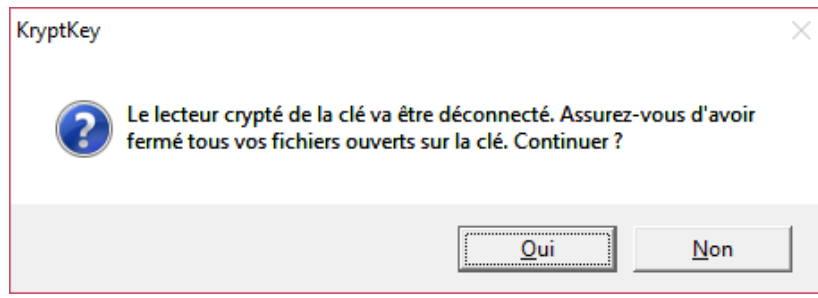 KryptKey
Le lecteur crypté de la clé va être déconnecté. Assurez-vous d'avoir
fermé tous vos fichiers ouverts sur la clé. Continuer ?
Oui
Non